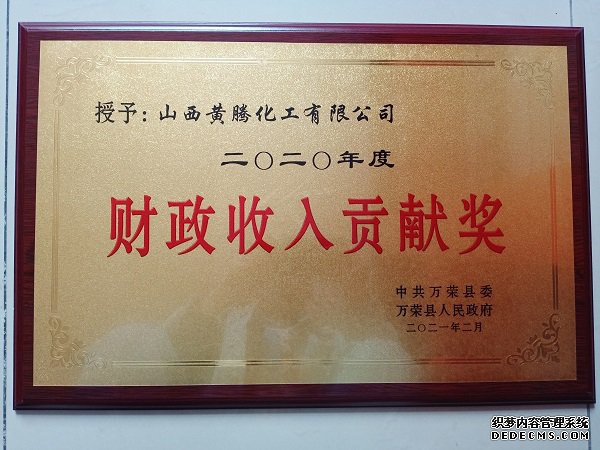 授予：山西黄腾化工有限公司
二〇二〇年度
财政收入贡献奖
中共万荣县委
万荣县人民政府
二〇二一年二月
织梦内容管理系统
DEDECMS.COM